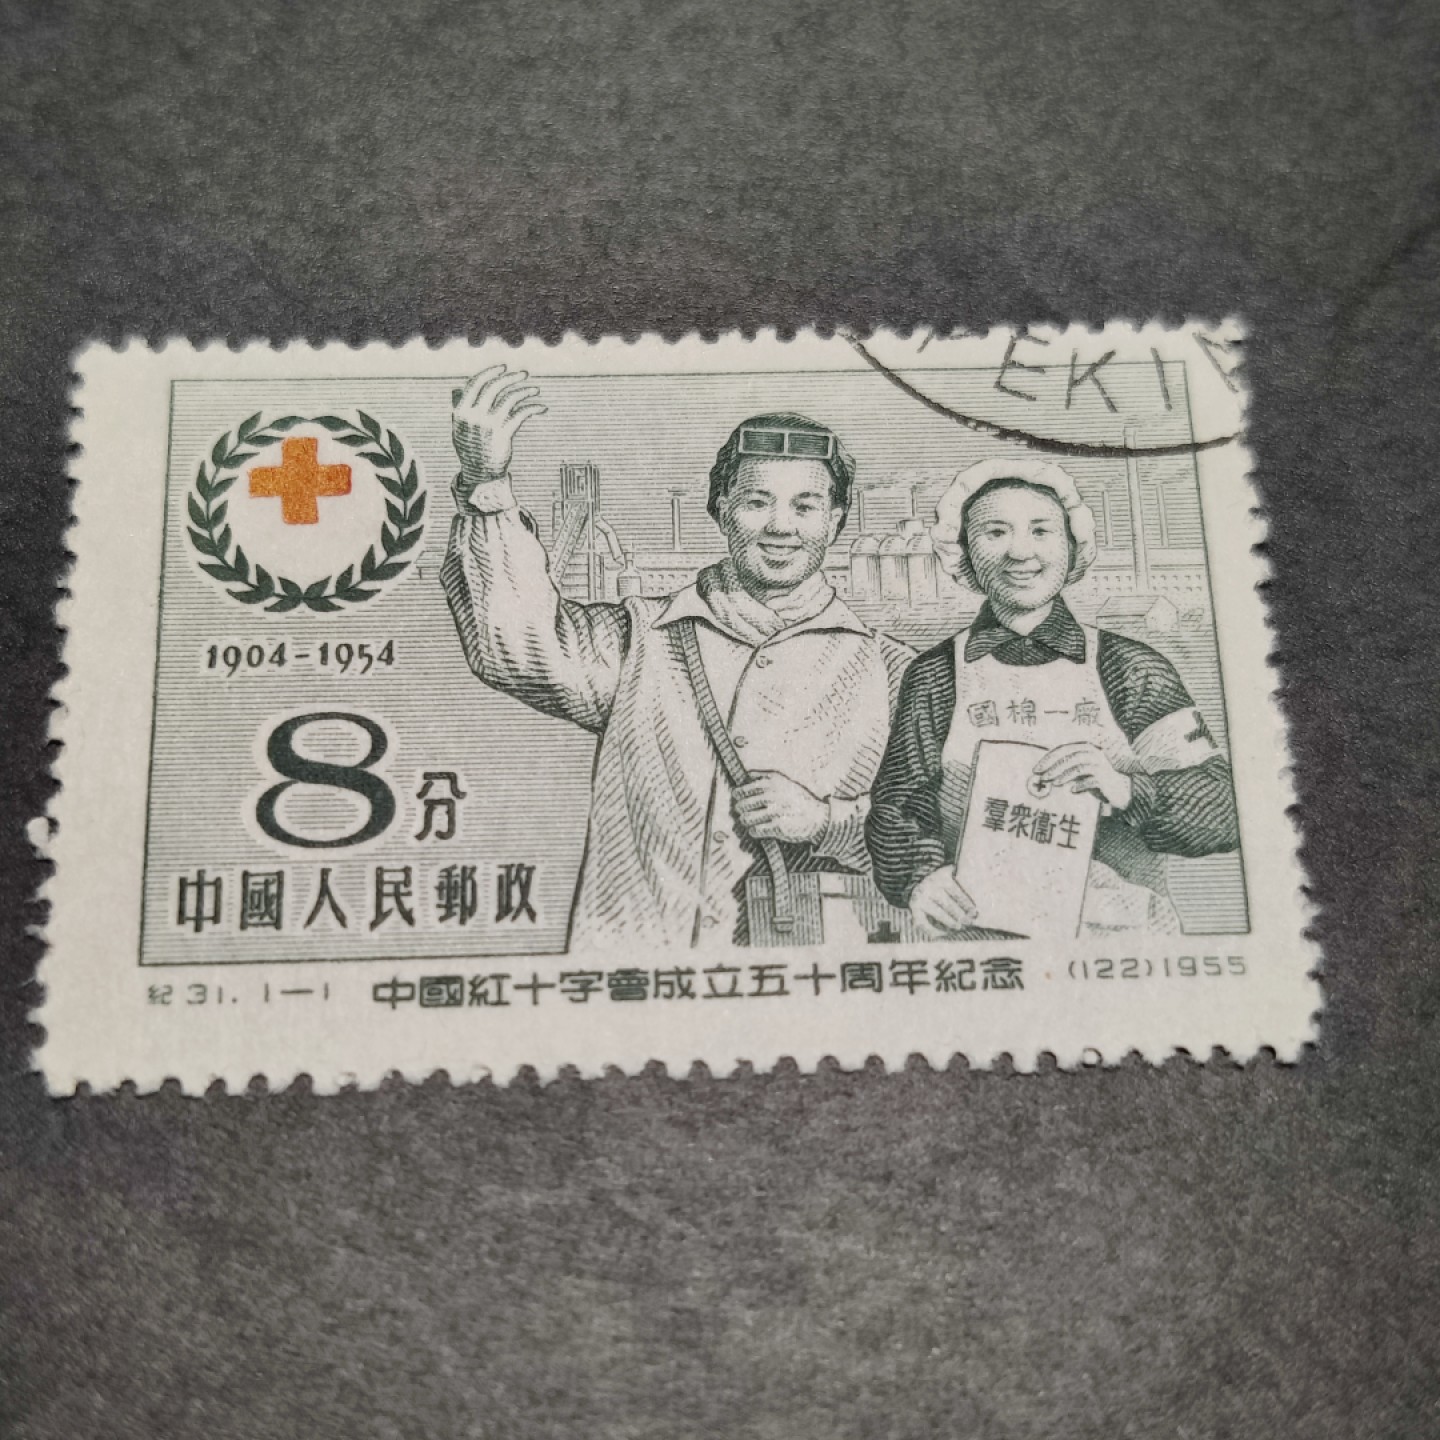 EKI
1904-1954
8分
中國人民郵政
國棉一廠
羣眾衞生
紀31.1—1 中國紅十字會成立五十周年紀念 (122)1955